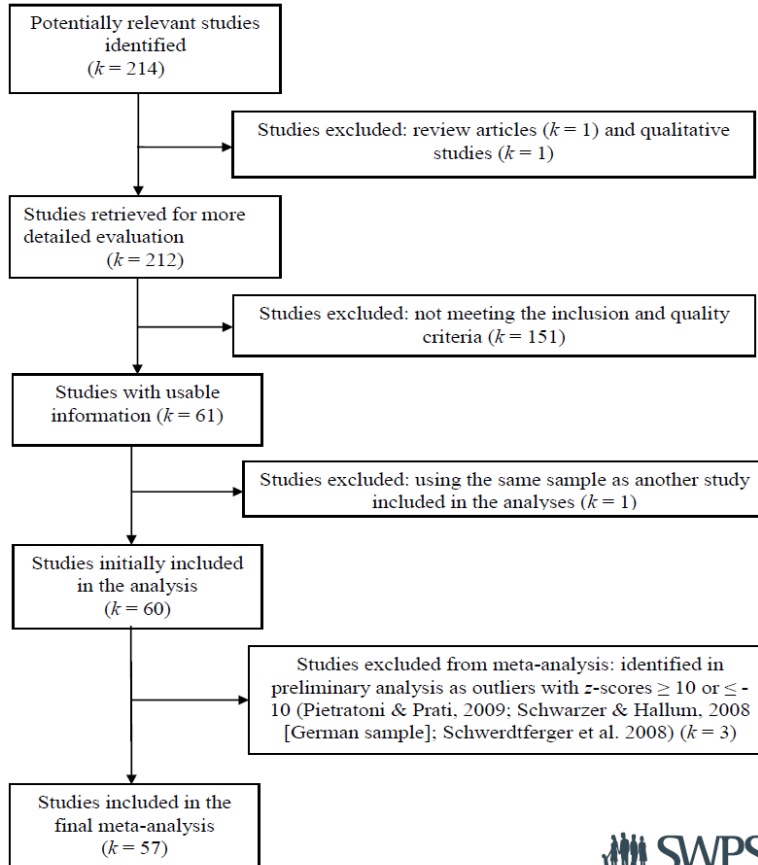 Potentially relevant studies
identified
(k = 214)
Studies excluded: review articles (k = 1) and qualitative
studies (k = 1)
Studies retrieved for more
detailed evaluation
(k = 212)
Studies excluded: not meeting the inclusion and quality
criteria (k = 151)
Studies with usable
information (k = 61)
Studies excluded: using the same sample as another study
included in the analyses (k = 1)
Studies initially included
in the analysis
(k = 60)
Studies excluded from meta-analysis: identified in
preliminary analysis as outliers with z-scores ≥ 10 or ≤ -
10 (Pietratoni & Prati, 2009; Schwarzer & Hallum, 2008
[German sample]; Schwerdtferger et al. 2008) (k = 3)
Studies included in the
final meta-analysis
(k = 57)
SWPS